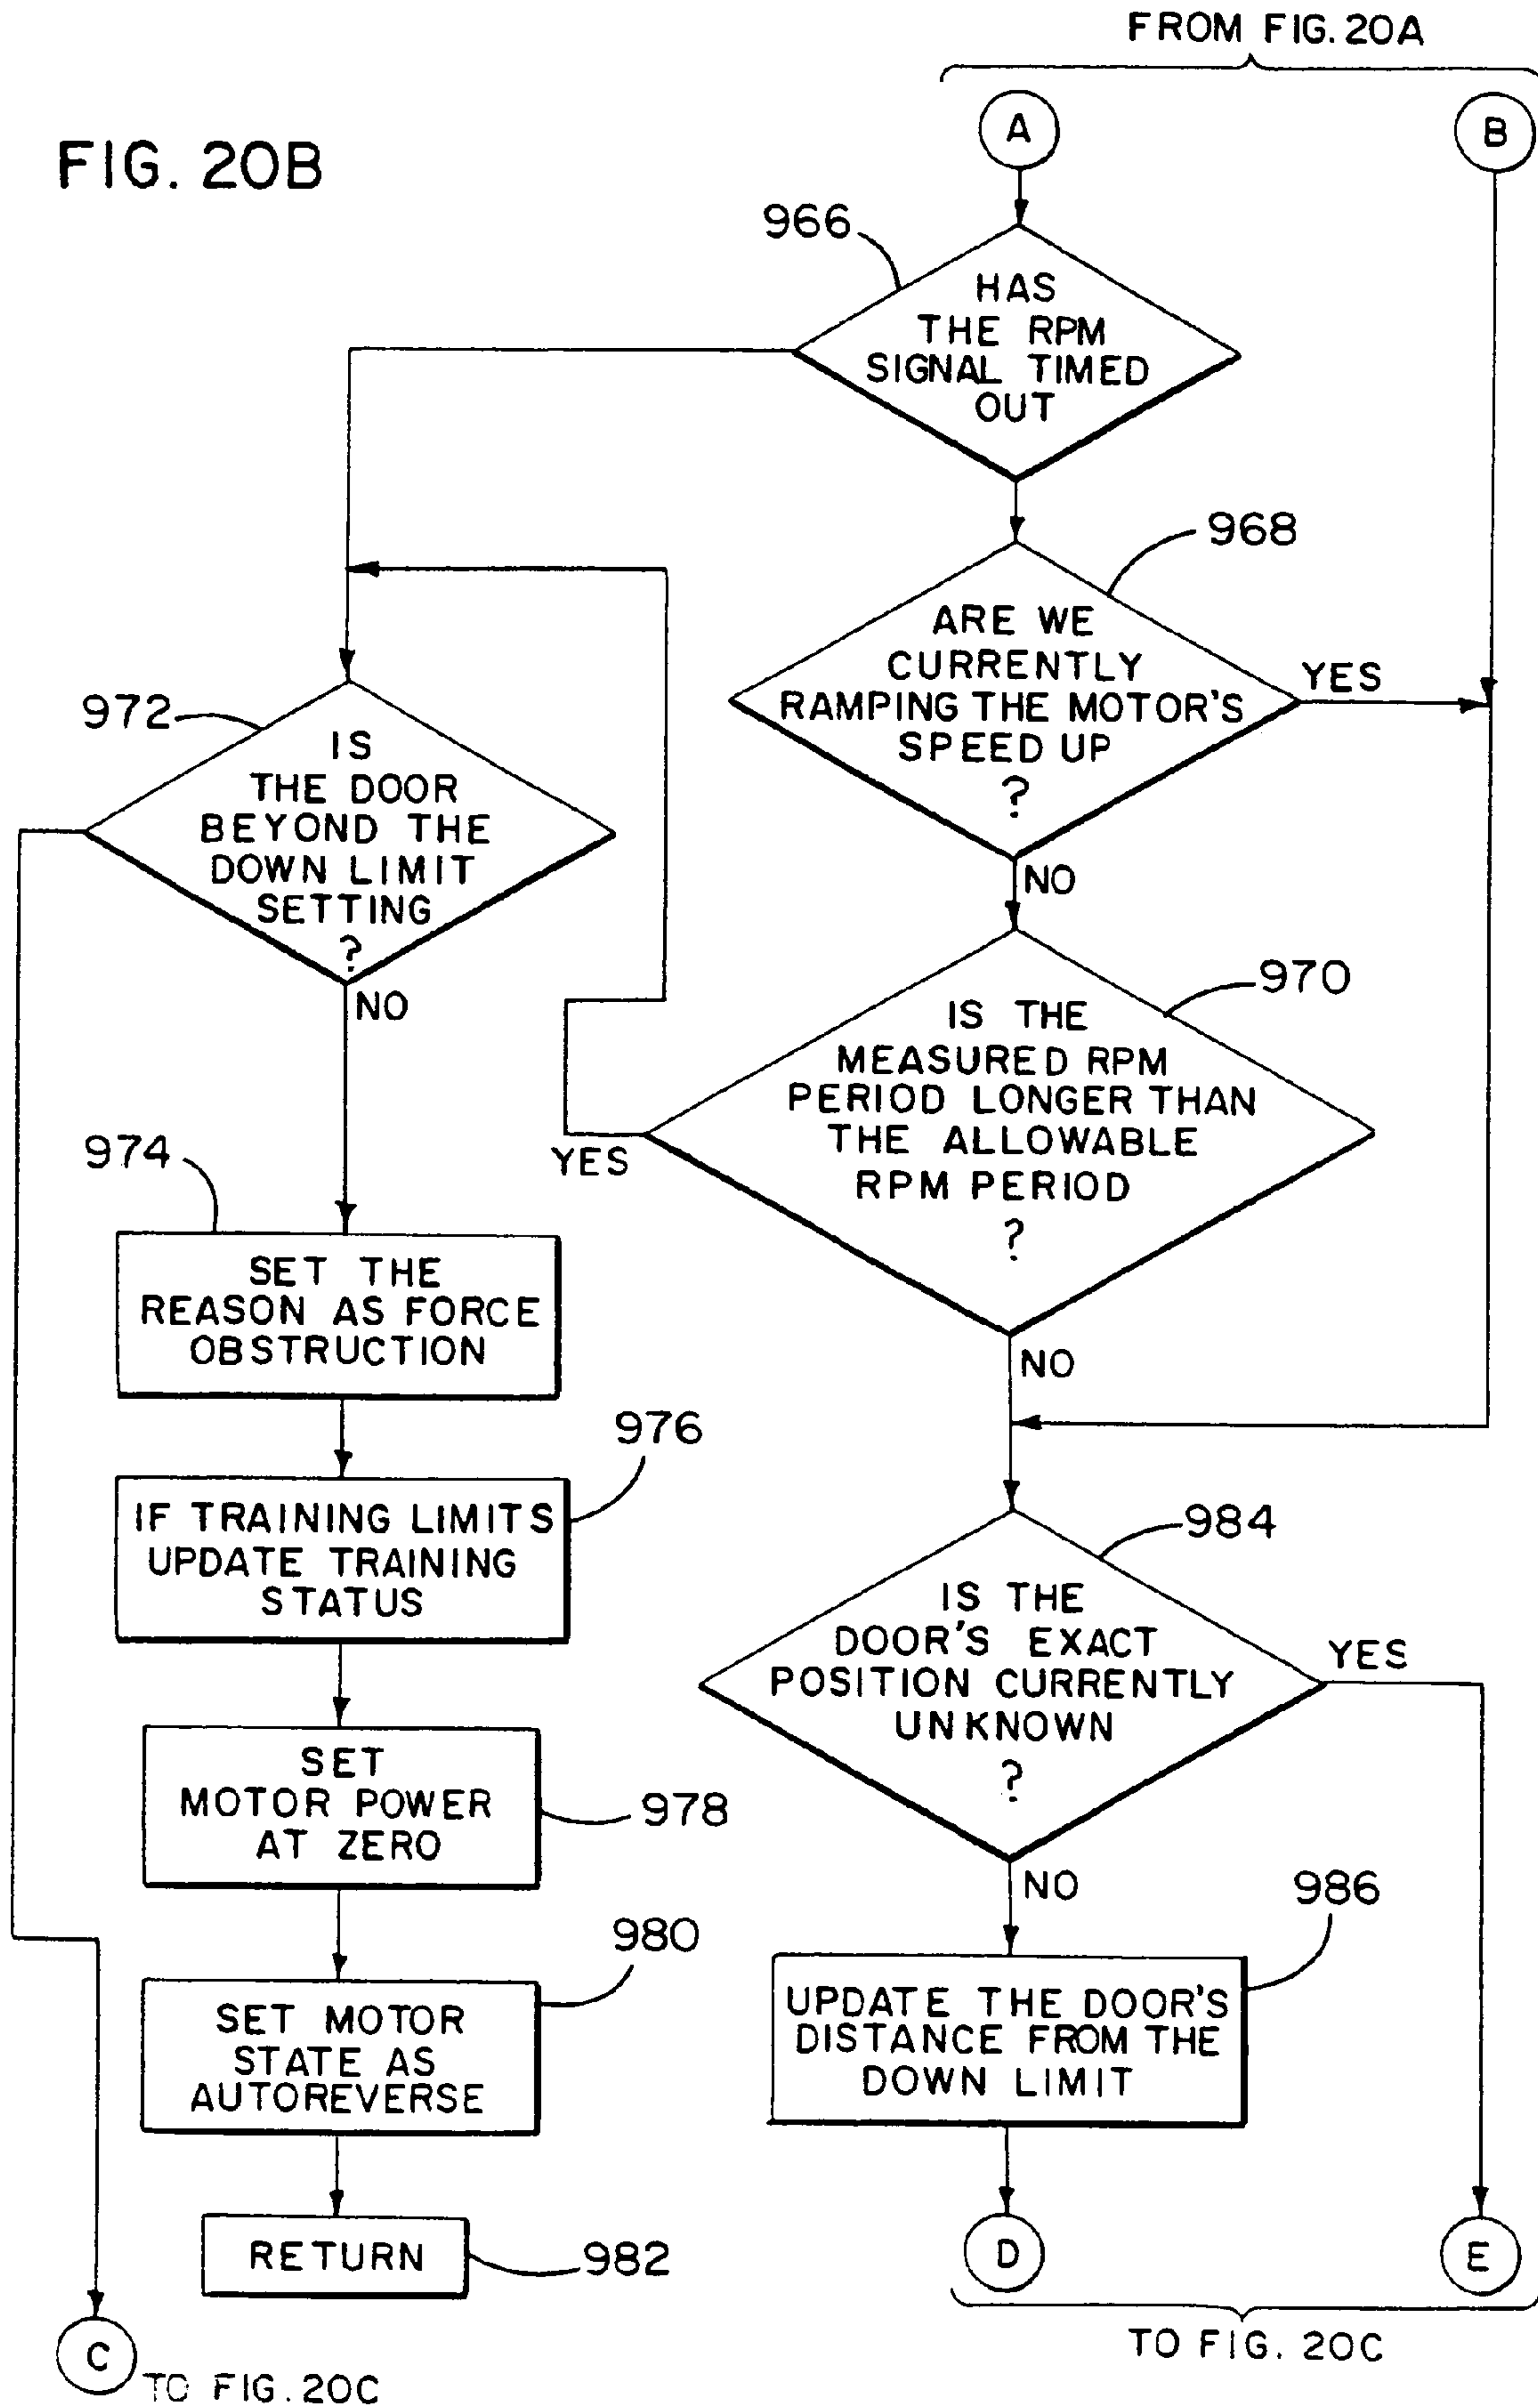 FROM FIG. 20A
FIG. 20B
A
B
966
HAS
THE RPM
SIGNAL TIMED
OUT
968
ARE WE
CURRENTLY
RAMPING THE MOTOR'S
SPEED UP
?
YES
NO
972
IS
THE DOOR
BEYOND THE
DOWN LIMIT
SETTING
?
NO
970
IS THE
MEASURED RPM
PERIOD LONGER THAN
THE ALLOWABLE
RPM PERIOD
?
YES
NO
974
SET THE
REASON AS FORCE
OBSTRUCTION
976
IF TRAINING LIMITS
UPDATE TRAINING
STATUS
984
IS THE
DOOR'S EXACT
POSITION CURRENTLY
UNKNOWN
?
YES
NO
SET
MOTOR POWER
AT ZERO
978
986
UPDATE THE DOOR'S
DISTANCE FROM THE
DOWN LIMIT
980
SET MOTOR
STATE AS
AUTOREVERSE
RETURN
982
D
E
TO FIG. 20C
C
TO FIG. 20C